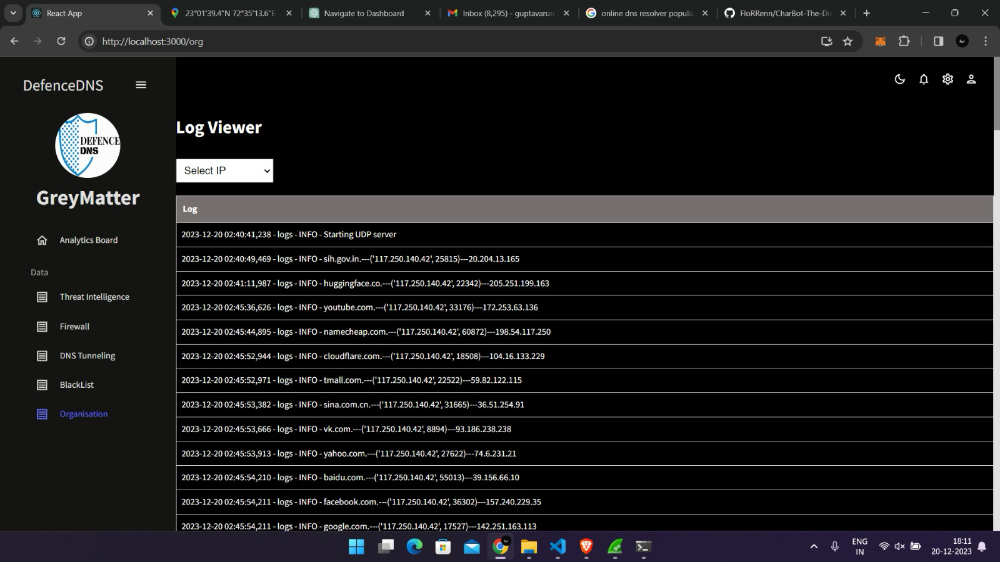 React App
23°01'39.4"N 72°35'13.6"E
Navigate to Dashboard
Inbox (8,295) - guptavarun.
online dns resolver popula
FloRRenn/CharBot-The-Do
http://localhost:3000/org
DefenceDNS
DEFENCE
DNS
GreyMatter
Analytics Board
Data
Threat Intelligence
Firewall
DNS Tunneling
BlackList
Organisation
Log Viewer
Select IP
Log
2023-12-20 02:40:41,238 - logs - INFO - Starting UDP server
2023-12-20 02:40:49,469 - logs - INFO - sih.gov.in.---('117.250.140.42', 25815)---20.204.13.165
2023-12-20 02:41:11,987 - logs - INFO - huggingface.co.---('117.250.140.42', 22342)---205.251.199.163
2023-12-20 02:45:36,626 - logs - INFO - youtube.com.---('117.250.140.42', 33176)---172.253.63.136
2023-12-20 02:45:44,895 - logs - INFO - namecheap.com.---('117.250.140.42', 60872)---198.54.117.250
2023-12-20 02:45:52,944 - logs - INFO - cloudflare.com.---('117.250.140.42', 18508)---104.16.133.229
2023-12-20 02:45:52,971 - logs - INFO - tmall.com.---('117.250.140.42', 22522)---59.82.122.115
2023-12-20 02:45:53,382 - logs - INFO - sina.com.cn.---('117.250.140.42', 31665)---36.51.254.91
2023-12-20 02:45:53,666 - logs - INFO - vk.com.---('117.250.140.42', 8894)---93.186.238.238
2023-12-20 02:45:53,913 - logs - INFO - yahoo.com.---('117.250.140.42', 27622)---74.6.231.21
2023-12-20 02:45:54,210 - logs - INFO - baidu.com.---('117.250.140.42', 55013)---39.156.66.10
2023-12-20 02:45:54,211 - logs - INFO - facebook.com.---('117.250.140.42', 36302)---157.240.229.35
2023-12-20 02:45:54,211 - logs - INFO - google.com.---('117.250.140.42', 17527)---142.251.163.113
ENG
IN
18:11
20-12-2023